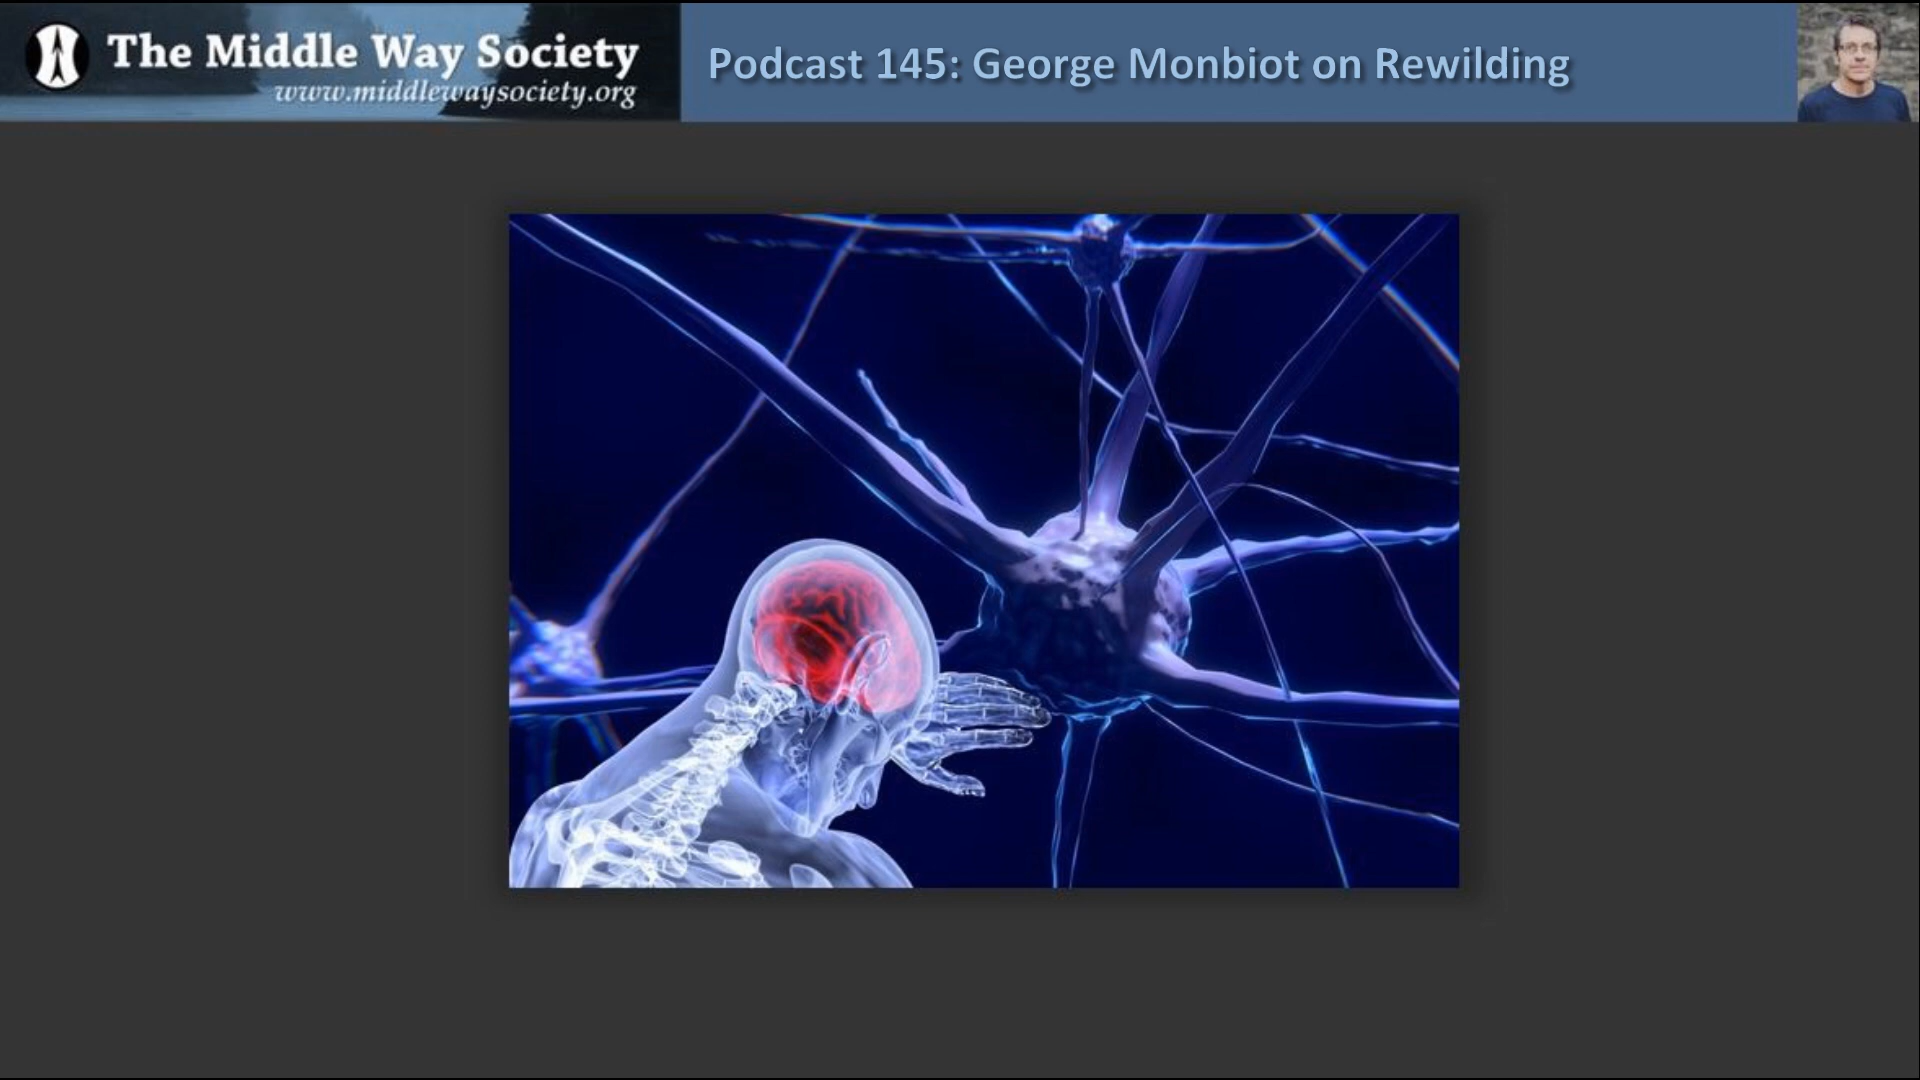 The Middle Way Society
www.middlewaysociety.org
Podcast 145: George Monbiot on Rewilding